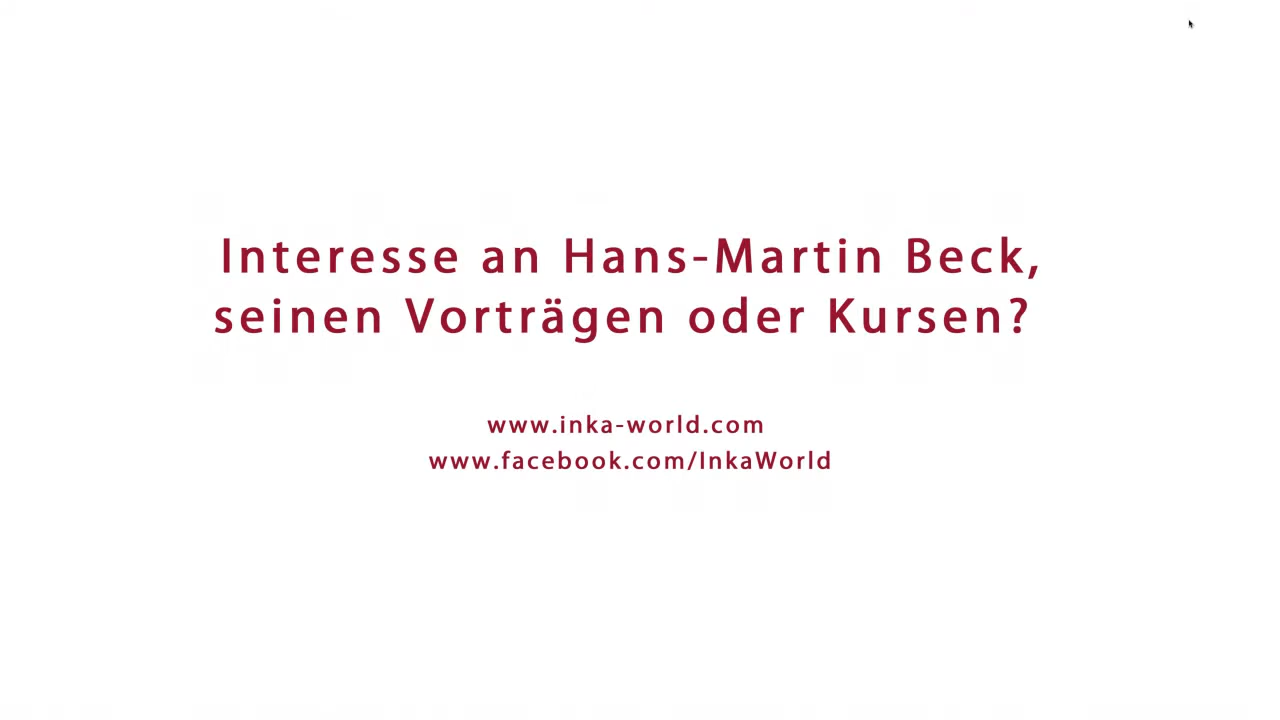 Interesse an Hans-Martin Beck,
seinen Vorträgen oder Kursen?
www.inka-world.com
www.facebook.com/InkaWorld